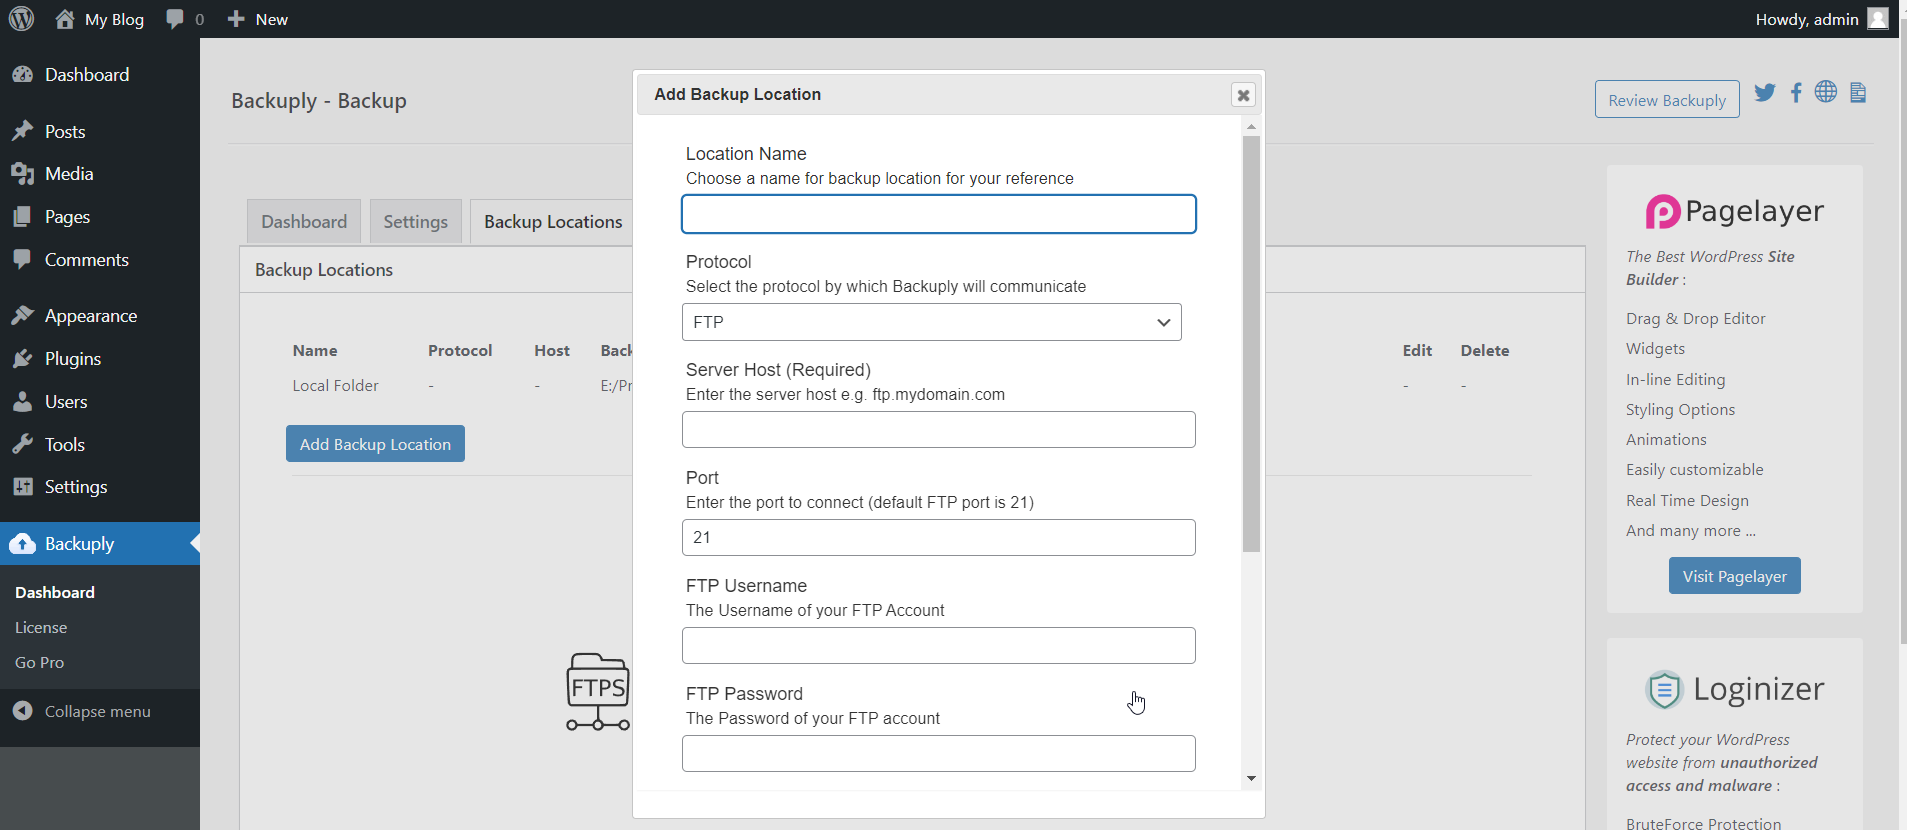 My Blog
0
New
Howdy, admin
Dashboard
Posts
Media
Pages
Comments
Appearance
Plugins
Users
Tools
Settings
Backuply
Dashboard
License
Go Pro
Collapse menu
Backuply - Backup
Review Backuply
Dashboard
Settings
Backup Locations
Backup Locations
Name Protocol Host Back Edit Delete
Local Folder - - E:/Pr - -
Add Backup Location
FTPS
Add Backup Location
Location Name
Choose a name for backup location for your reference
Protocol
Select the protocol by which Backuply will communicate
FTP
Server Host (Required)
Enter the server host e.g. ftp.mydomain.com
Port
Enter the port to connect (default FTP port is 21)
21
FTP Username
The Username of your FTP Account
FTP Password
The Password of your FTP account
Pagelayer
The Best WordPress Site
Builder :
Drag & Drop Editor
Widgets
In-line Editing
Styling Options
Animations
Easily customizable
Real Time Design
And many more ...
Visit Pagelayer
Loginizer
Protect your WordPress
website from unauthorized
access and malware :
BruteForce Protection